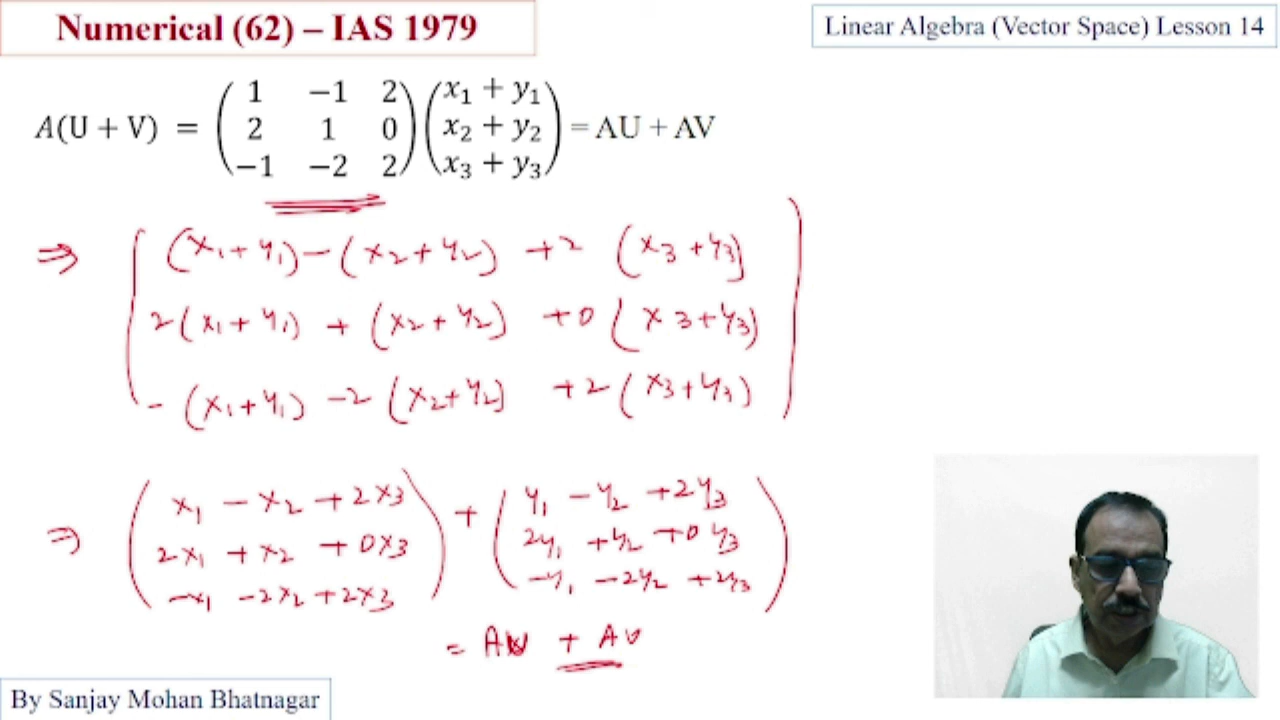 Numerical (62) – IAS 1979
Linear Algebra (Vector Space) Lesson 14
A(U + V) = ( 1 −1 2 ) ( x₁ + y₁ ) = AU + AV
( 2 1 0 ) ( x₂ + y₂ )
( −1 −2 2 ) ( x₃ + y₃ )
⇒ (x₁+y₁) − (x₂+y₂) +2 (x₃+y₃)
2(x₁+y₁) + (x₂+y₂) +0 (x₃+y₃)
− (x₁+y₁) −2 (x₂+y₂) +2 (x₃+y₃)
⇒ ( x₁ − x₂ + 2x₃ ) + ( y₁ − y₂ + 2y₃ )
( 2x₁ + x₂ + 0x₃ ) ( 2y₁ + y₂ + 0y₃ )
( −x₁ − 2x₂ + 2x₃ ) ( −y₁ − 2y₂ + 2y₃ )
= AU + AV
By Sanjay Mohan Bhatnagar